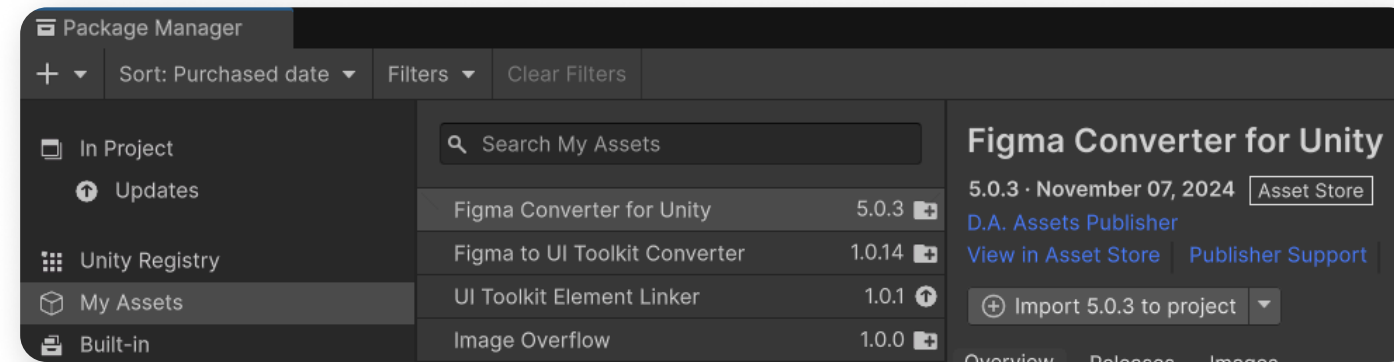 Package Manager
Sort: Purchased date Filters Clear Filters
In Project
Updates
Unity Registry
My Assets
Built-in
Search My Assets
Figma Converter for Unity 5.0.3
Figma to UI Toolkit Converter 1.0.14
UI Toolkit Element Linker 1.0.1
Image Overflow 1.0.0
Figma Converter for Unity
5.0.3 · November 07, 2024 Asset Store
D.A. Assets Publisher
View in Asset Store Publisher Support
Import 5.0.3 to project
Overview Releases Images